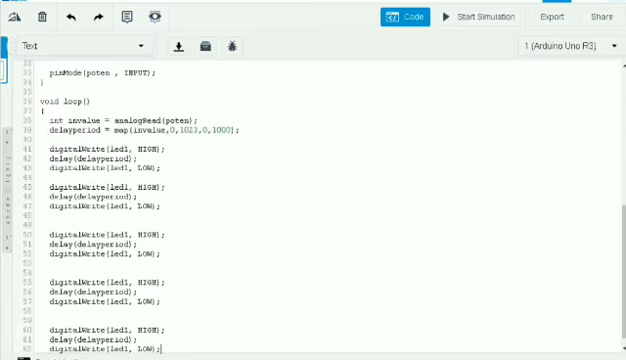 Code
Start Simulation
Export
Share
Text
1 (Arduino Uno R3)
32
33 pinMode(poten , INPUT);
34 }
35
36 void loop()
37 {
38 int invalue = analogRead(poten);
39 delayperiod = map(invalue,0,1023,0,1000);
40
41 digitalWrite(led1, HIGH);
42 delay(delayperiod);
43 digitalWrite(led1, LOW);
44
45 digitalWrite(led1, HIGH);
46 delay(delayperiod);
47 digitalWrite(led1, LOW);
48
49
50 digitalWrite(led1, HIGH);
51 delay(delayperiod);
52 digitalWrite(led1, LOW);
53
54
55 digitalWrite(led1, HIGH);
56 delay(delayperiod);
57 digitalWrite(led1, LOW);
58
59
60 digitalWrite(led1, HIGH);
61 delay(delayperiod);
62 digitalWrite(led1, LOW);